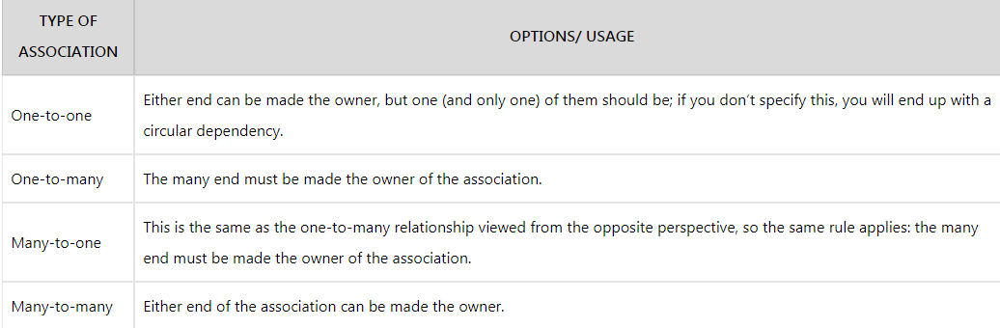 TYPE OF
ASSOCIATION
OPTIONS/ USAGE
One-to-one
Either end can be made the owner, but one (and only one) of them should be; if you don’t specify this, you will end up with a
circular dependency.
One-to-many
The many end must be made the owner of the association.
Many-to-one
This is the same as the one-to-many relationship viewed from the opposite perspective, so the same rule applies: the many
end must be made the owner of the association.
Many-to-many
Either end of the association can be made the owner.